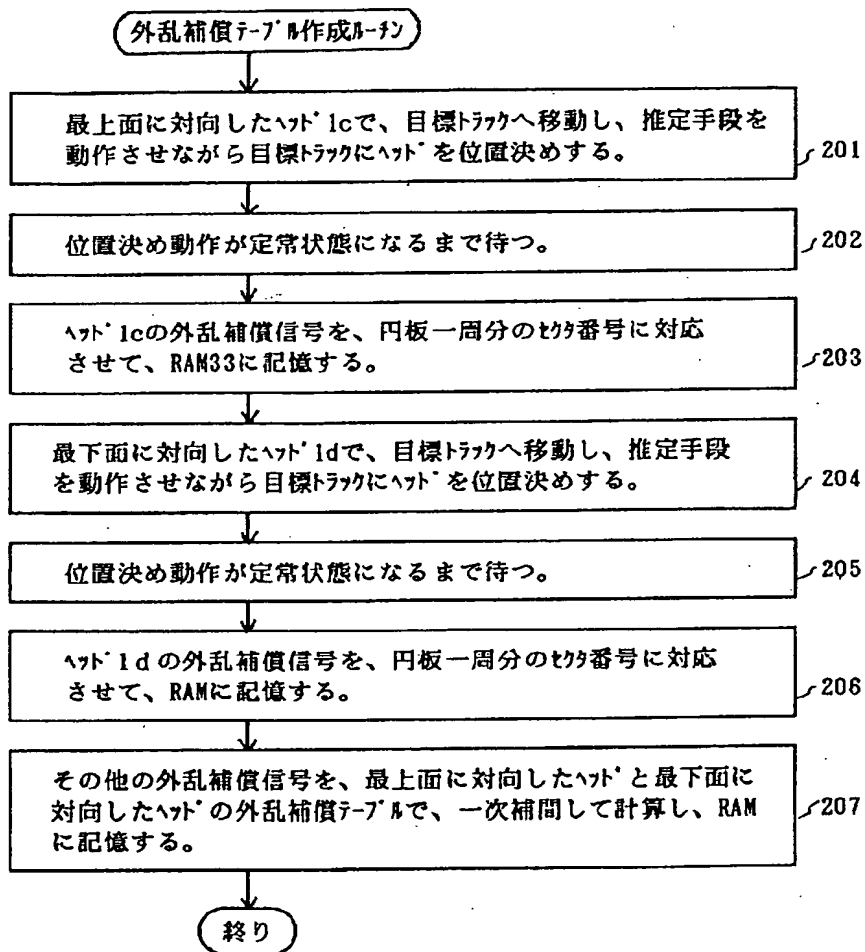 外乱補償ﾃｰﾌﾞﾙ作成ﾙｰﾁﾝ
最上面に対向したﾍｯﾄﾞ1cで、目標ﾄﾗｯｸへ移動し、推定手段を
動作させながら目標ﾄﾗｯｸにﾍｯﾄﾞを位置決めする。
201
位置決め動作が定常状態になるまで待つ。
202
ﾍｯﾄﾞ1cの外乱補償信号を、円板一周分のｾｸﾀ番号に対応
させて、RAM33に記憶する。
203
最下面に対向したﾍｯﾄﾞ1dで、目標ﾄﾗｯｸへ移動し、推定手段
を動作させながら目標ﾄﾗｯｸにﾍｯﾄﾞを位置決めする。
204
位置決め動作が定常状態になるまで待つ。
205
ﾍｯﾄﾞ1dの外乱補償信号を、円板一周分のｾｸﾀ番号に対応
させて、RAMに記憶する。
206
その他の外乱補償信号を、最上面に対向したﾍｯﾄﾞと最下面に
対向したﾍｯﾄﾞの外乱補償ﾃｰﾌﾞﾙで、一次補間して計算し、RAM
に記憶する。
207
終り